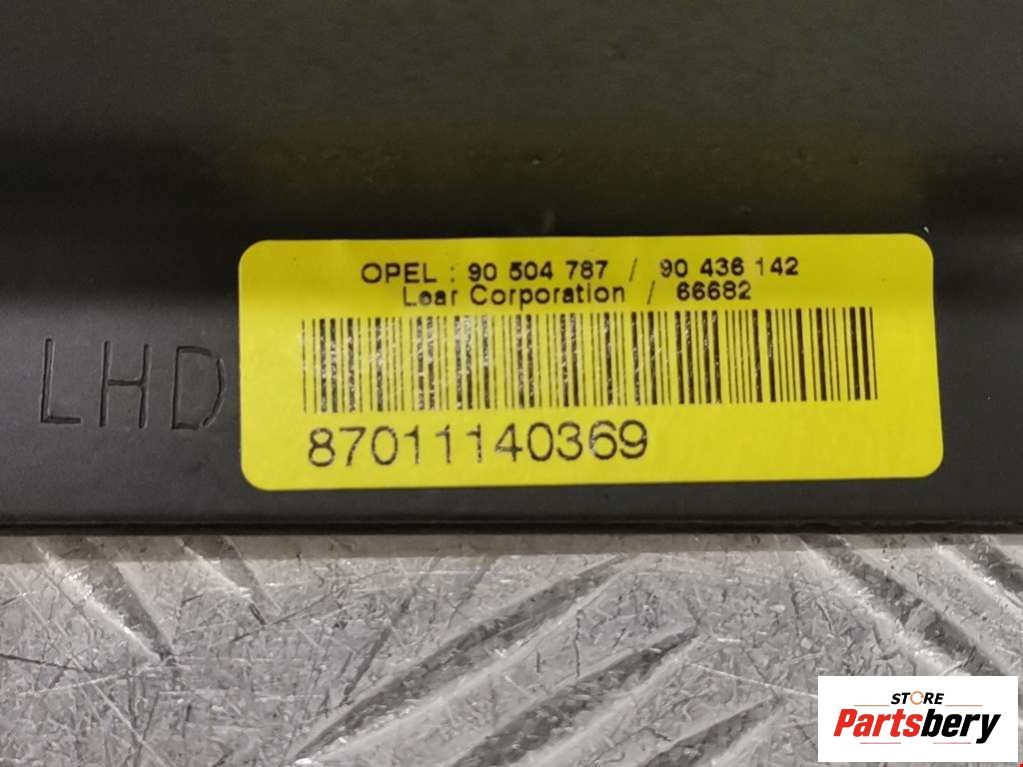 OPEL : 90 504 787 / 90 436 142
Lear Corporation / 66682
LHD
87011140369
STORE
Partsbery